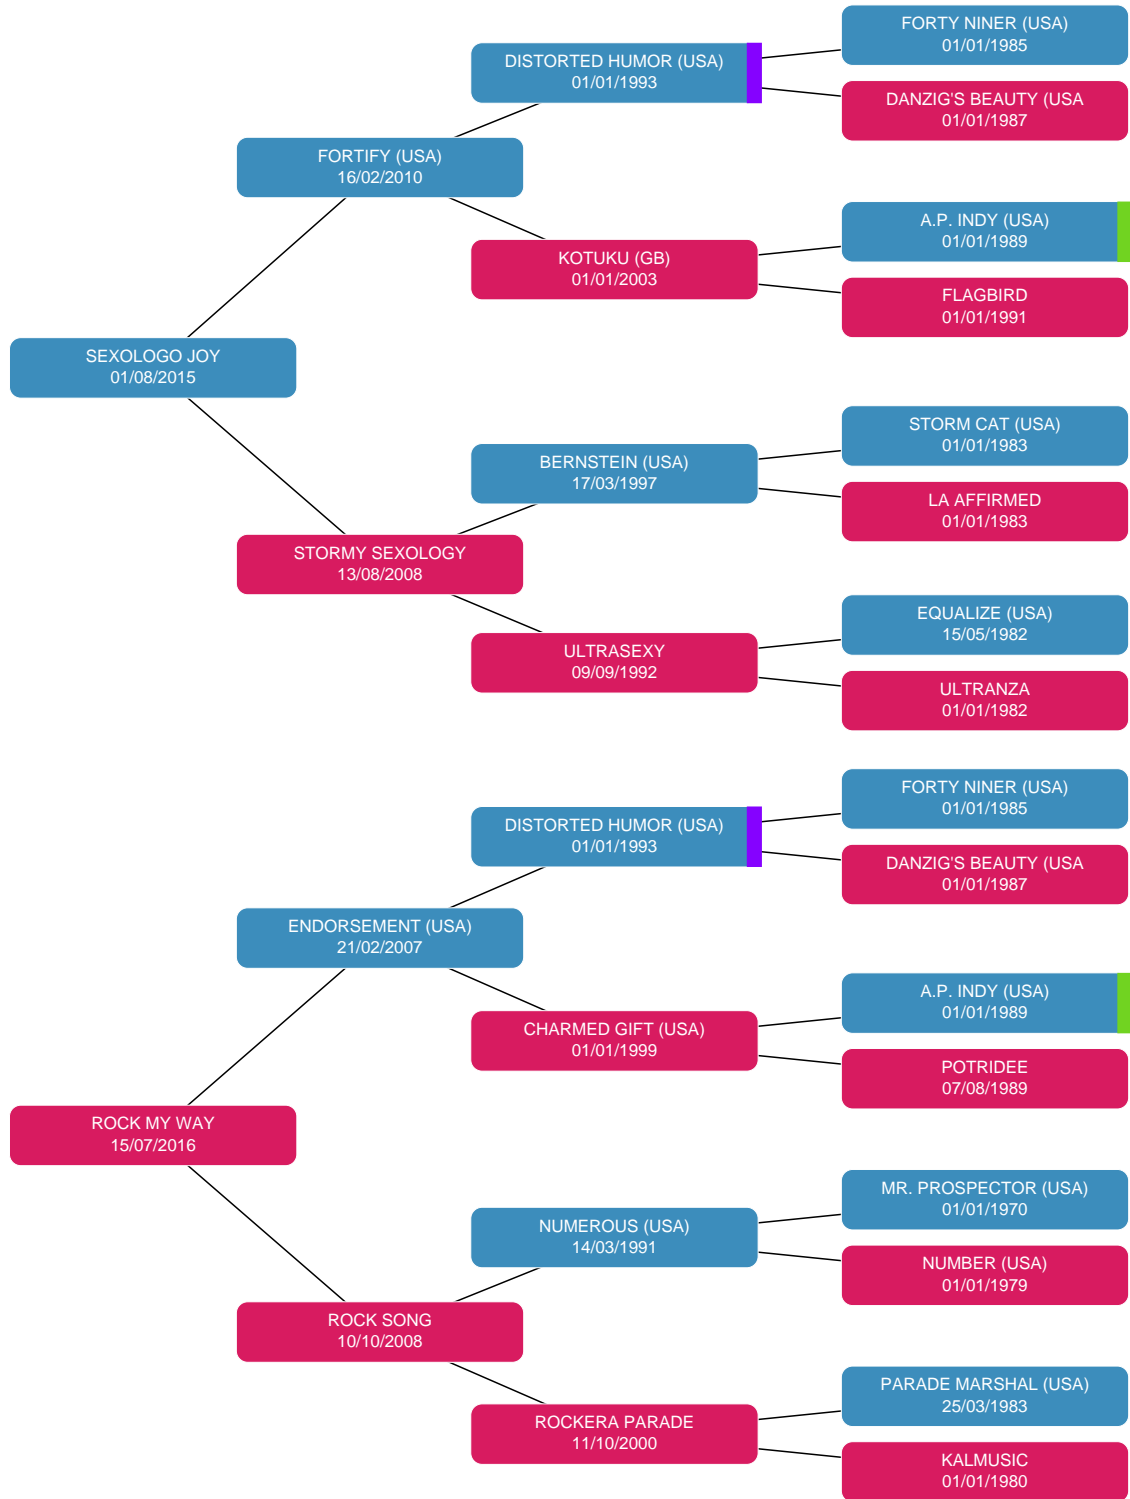 FORTY NINER (USA)
01/01/1985
DISTORTED HUMOR (USA)
01/01/1993
DANZIG'S BEAUTY (USA
01/01/1987
FORTIFY (USA)
16/02/2010
A.P. INDY (USA)
01/01/1989
KOTUKU (GB)
01/01/2003
FLAGBIRD
01/01/1991
SEXOLOGO JOY
01/08/2015
STORM CAT (USA)
01/01/1983
BERNSTEIN (USA)
17/03/1997
LA AFFIRMED
01/01/1983
STORMY SEXOLOGY
13/08/2008
EQUALIZE (USA)
15/05/1982
ULTRASEXY
09/09/1992
ULTRANZA
01/01/1982
FORTY NINER (USA)
01/01/1985
DISTORTED HUMOR (USA)
01/01/1993
DANZIG'S BEAUTY (USA
01/01/1987
ENDORSEMENT (USA)
21/02/2007
A.P. INDY (USA)
01/01/1989
CHARMED GIFT (USA)
01/01/1999
POTRIDEE
07/08/1989
ROCK MY WAY
15/07/2016
MR. PROSPECTOR (USA)
01/01/1970
NUMEROUS (USA)
14/03/1991
NUMBER (USA)
01/01/1979
ROCK SONG
10/10/2008
PARADE MARSHAL (USA)
25/03/1983
ROCKERA PARADE
11/10/2000
KALMUSIC
01/01/1980